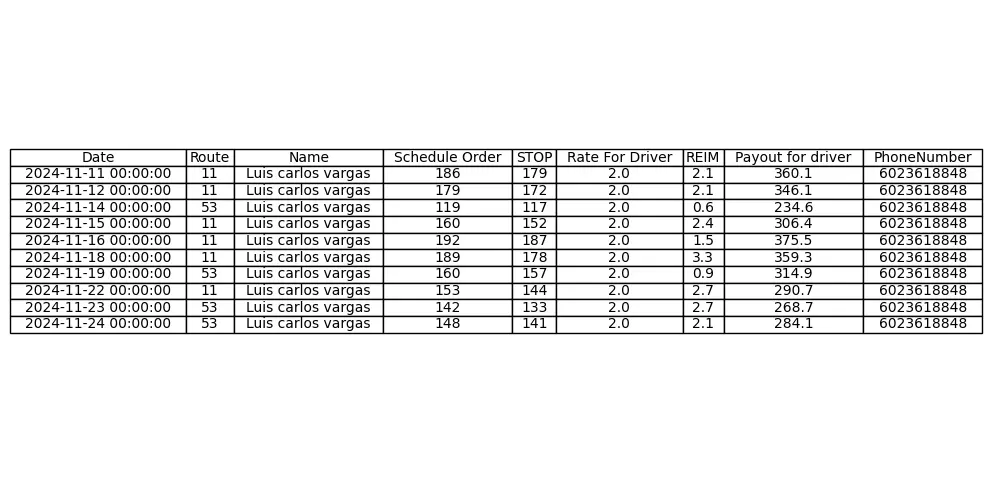 Date Route Name Schedule Order STOP Rate For Driver REIM Payout for driver PhoneNumber
2024-11-11 00:00:00 11 Luis carlos vargas 186 179 2.0 2.1 360.1 6023618848
2024-11-12 00:00:00 11 Luis carlos vargas 179 172 2.0 2.1 346.1 6023618848
2024-11-14 00:00:00 53 Luis carlos vargas 119 117 2.0 0.6 234.6 6023618848
2024-11-15 00:00:00 11 Luis carlos vargas 160 152 2.0 2.4 306.4 6023618848
2024-11-16 00:00:00 11 Luis carlos vargas 192 187 2.0 1.5 375.5 6023618848
2024-11-18 00:00:00 11 Luis carlos vargas 189 178 2.0 3.3 359.3 6023618848
2024-11-19 00:00:00 53 Luis carlos vargas 160 157 2.0 0.9 314.9 6023618848
2024-11-22 00:00:00 11 Luis carlos vargas 153 144 2.0 2.7 290.7 6023618848
2024-11-23 00:00:00 53 Luis carlos vargas 142 133 2.0 2.7 268.7 6023618848
2024-11-24 00:00:00 53 Luis carlos vargas 148 141 2.0 2.1 284.1 6023618848